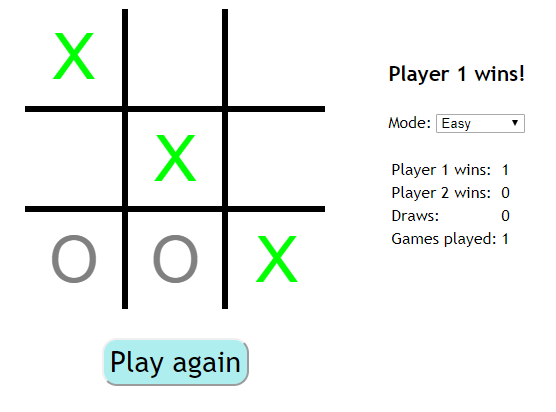 X
X
O O X
Play again
Player 1 wins!
Mode: Easy
Player 1 wins: 1
Player 2 wins: 0
Draws: 0
Games played: 1